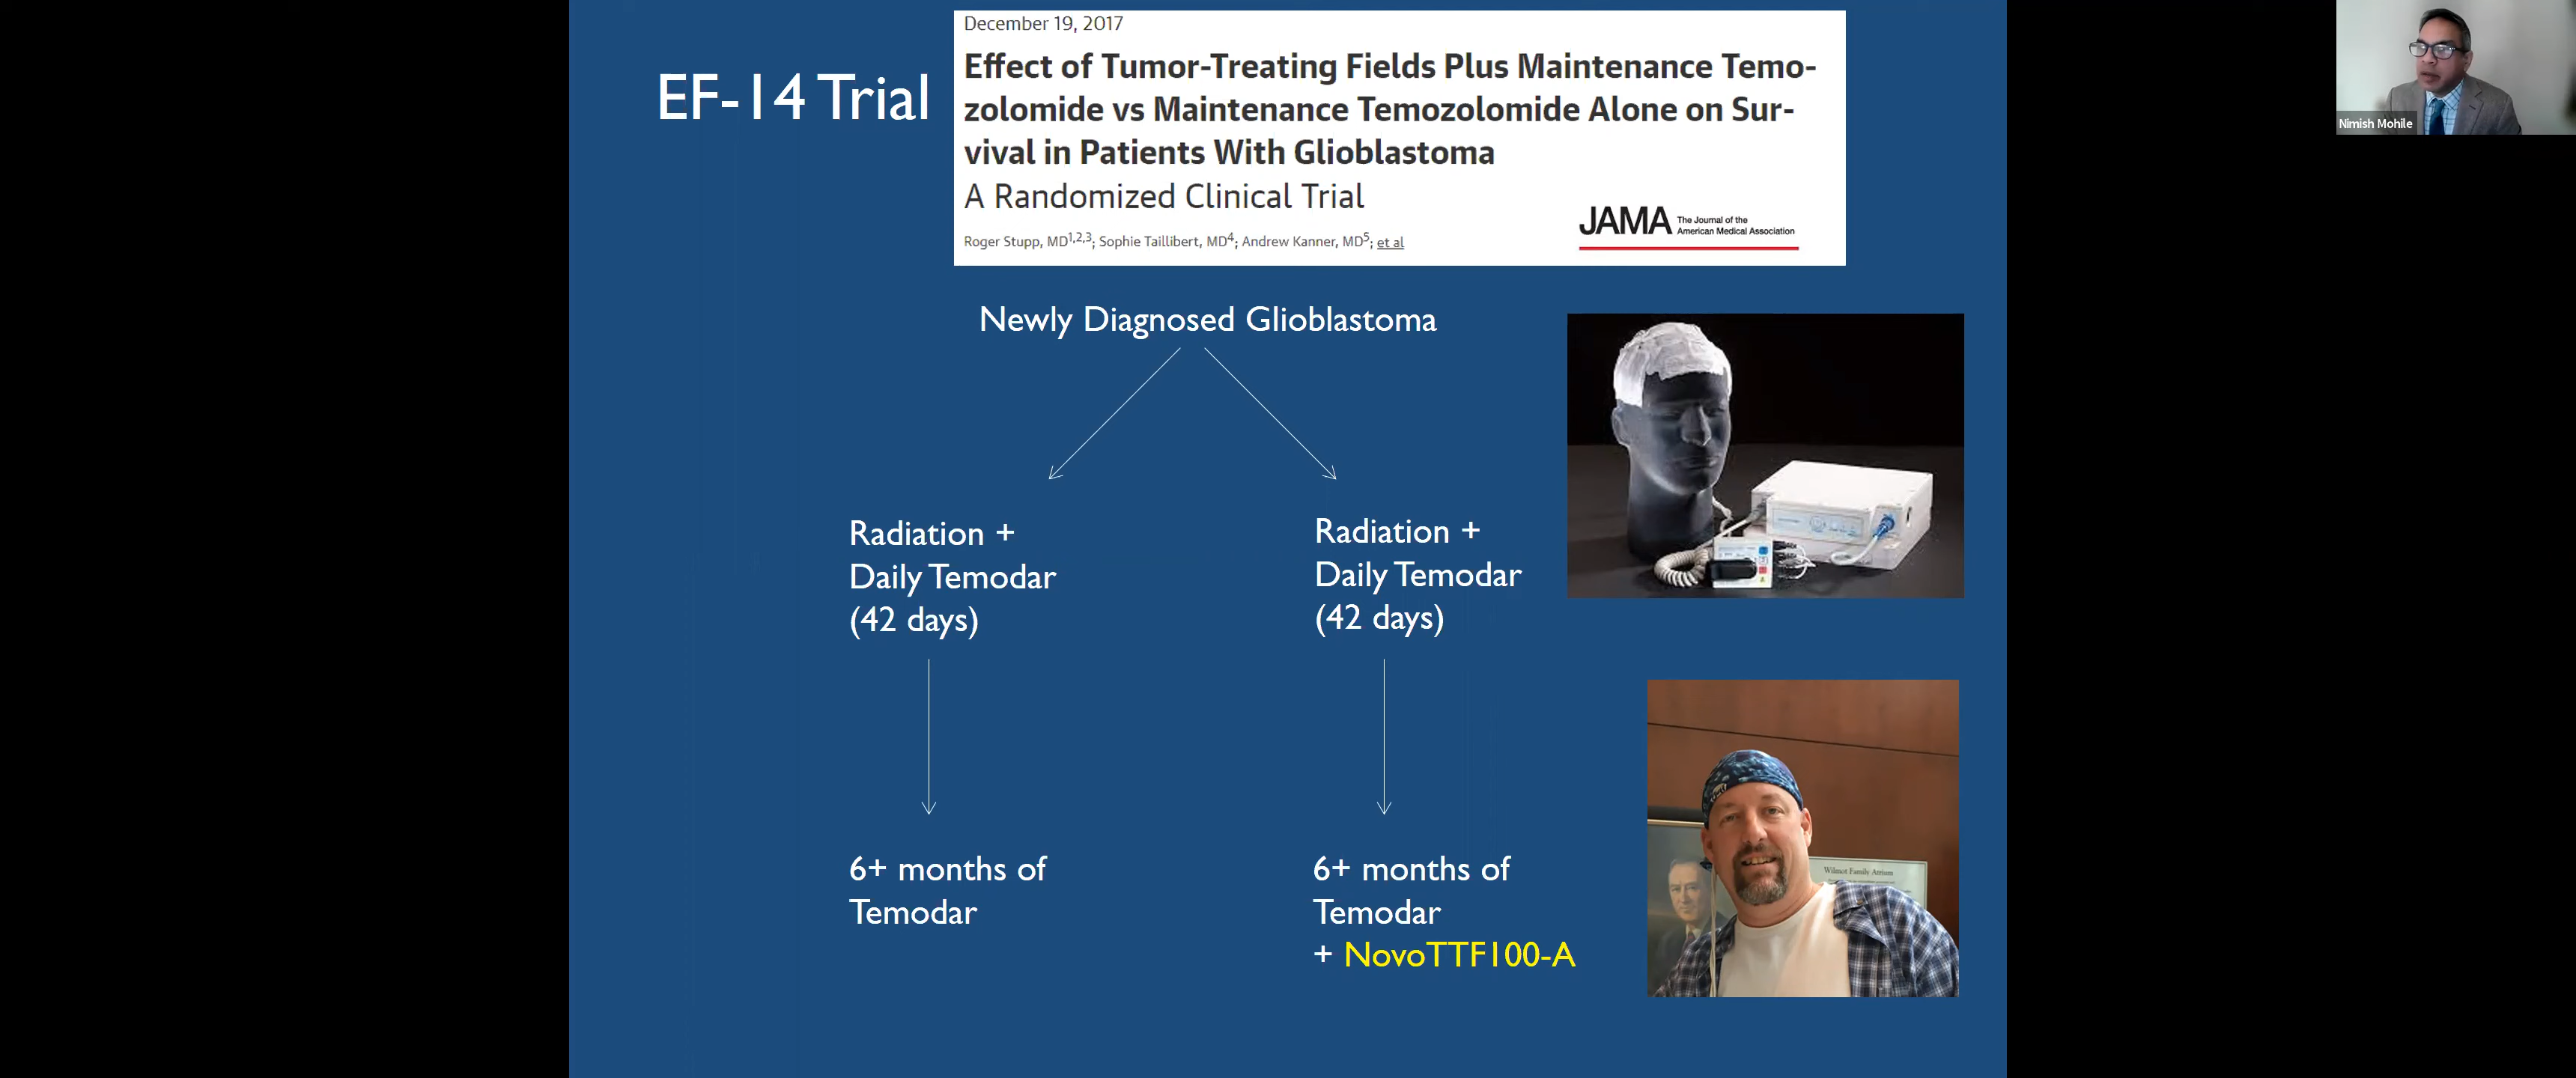 EF-14 Trial
December 19, 2017
Effect of Tumor-Treating Fields Plus Maintenance Temo-
zolomide vs Maintenance Temozolomide Alone on Sur-
vival in Patients With Glioblastoma
A Randomized Clinical Trial
Roger Stupp, MD1,2,3; Sophie Taillibert, MD4; Andrew Kanner, MD5; et al
JAMA
The Journal of the
American Medical Association
Nimish Mohile
Newly Diagnosed Glioblastoma
Radiation +
Daily Temodar
(42 days)
Radiation +
Daily Temodar
(42 days)
6+ months of
Temodar
6+ months of
Temodar
+ NovoTTF100-A
Wilmot Family Atrium